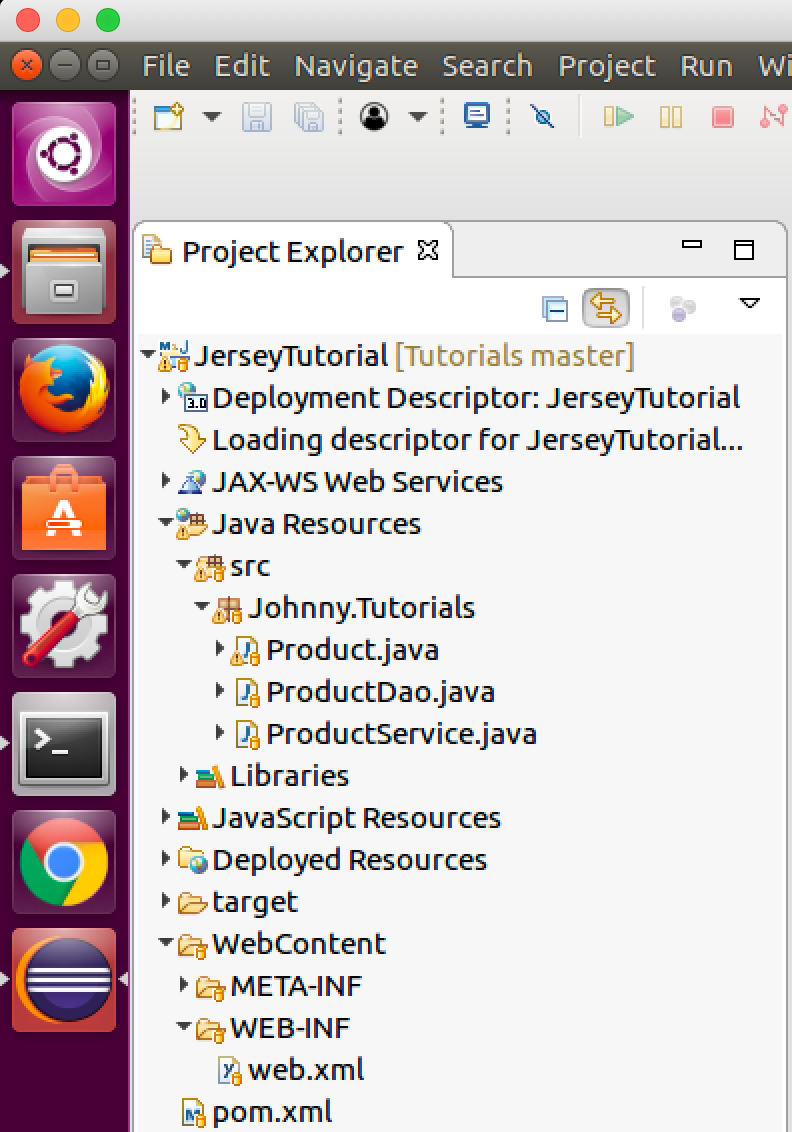 File Edit Navigate Search Project Run Wi
Project Explorer
JerseyTutorial [Tutorials master]
3.0 Deployment Descriptor: JerseyTutorial
Loading descriptor for JerseyTutorial...
JAX-WS Web Services
Java Resources
src
Johnny.Tutorials
Product.java
ProductDao.java
ProductService.java
Libraries
JavaScript Resources
Deployed Resources
target
WebContent
META-INF
WEB-INF
web.xml
pom.xml